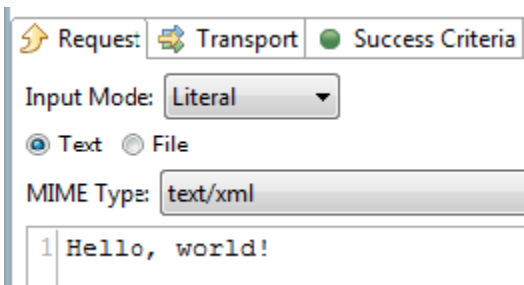 Request Transport Success Criteria
Input Mode: Literal
Text File
MIME Type: text/xml
1 Hello, world!